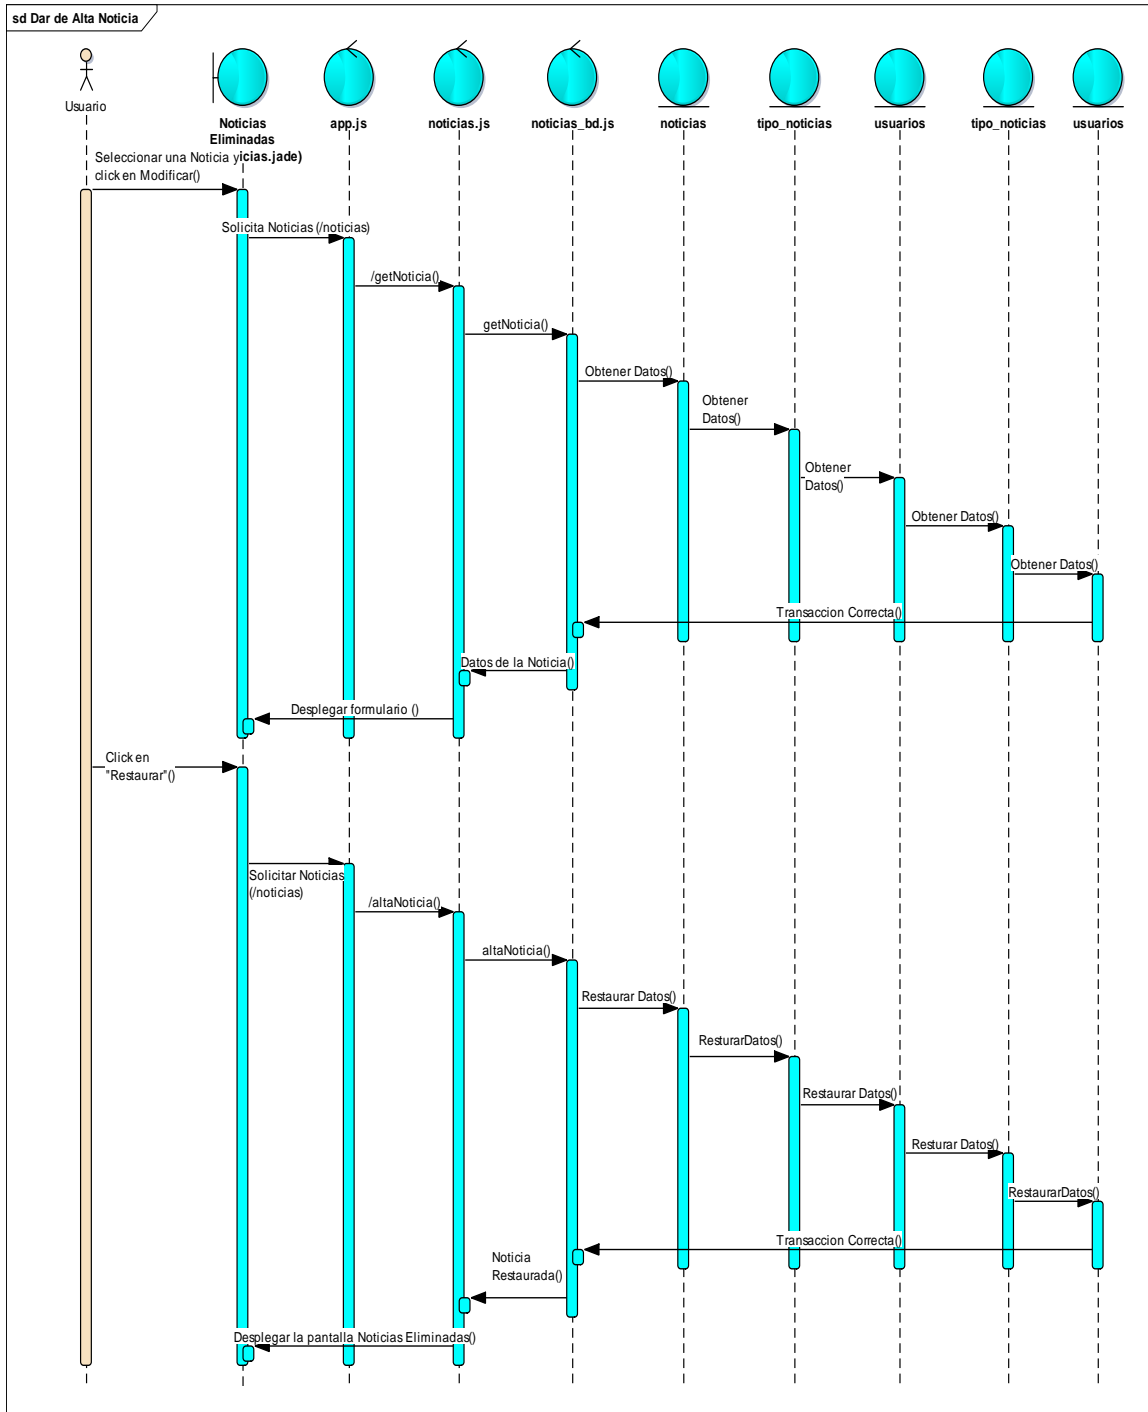 sd Dar de Alta Noticia
Usuario
Noticias
Eliminadas
icias.jade)
app.js
noticias.js
noticias_bd.js
noticias
tipo_noticias
usuarios
tipo_noticias
usuarios
Seleccionar una Noticia y
click en Modificar()
Solicita Noticias (/noticias)
/getNoticia()
getNoticia()
Obtener Datos()
Obtener
Datos()
Obtener
Datos()
Obtener Datos()
Obtener Datos()
Transaccion Correcta()
Datos de la Noticia()
Desplegar formulario ()
Click en
"Restaurar"()
Solicitar Noticias
(/noticias)
/altaNoticia()
altaNoticia()
Restaurar Datos()
ResturarDatos()
Restaurar Datos()
Resturar Datos()
RestaurarDatos()
Transaccion Correcta()
Noticia
Restaurada()
Desplegar la pantalla Noticias Eliminadas()